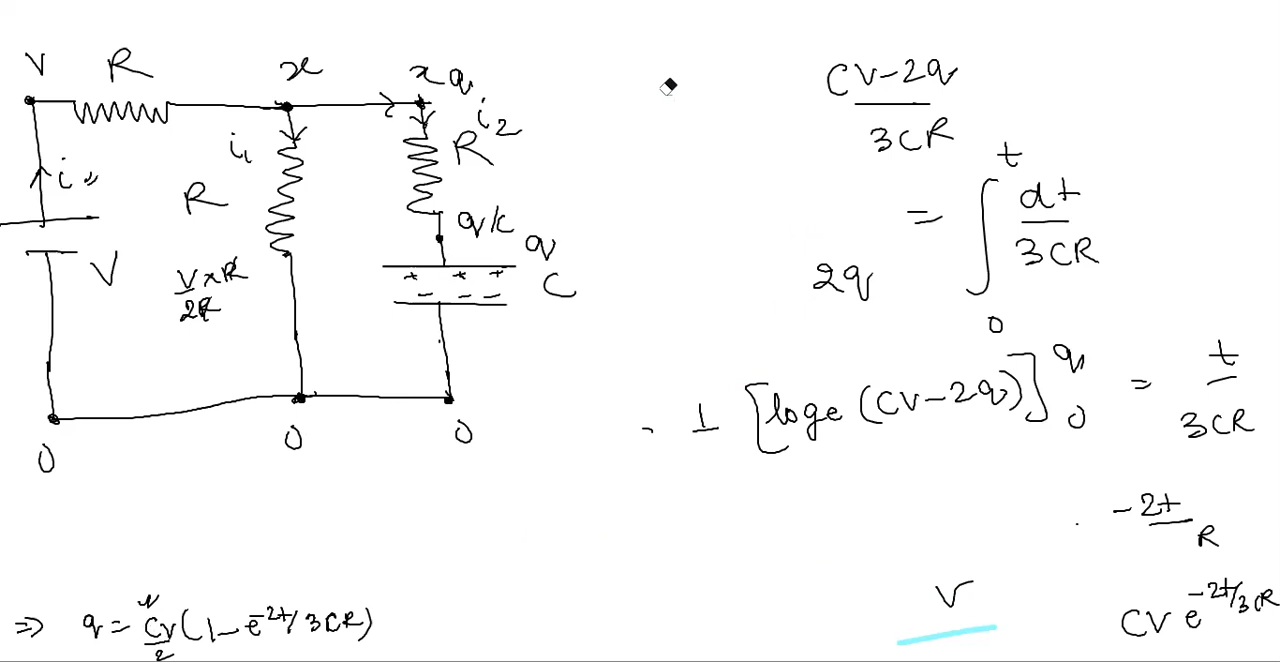 V R x x q i₂
i₁ R
i
R q/c q
V C
V x R
2R
0 0 0
⇒ q = CV/2 (1 - e^-2t/3CR)
CV-2q
3CR
2q = ∫₀ᵗ dt/3CR
- 1 [loge (CV-2q)]₀^q = t/3CR
-2t
R
V
CV e^-2t/3CR